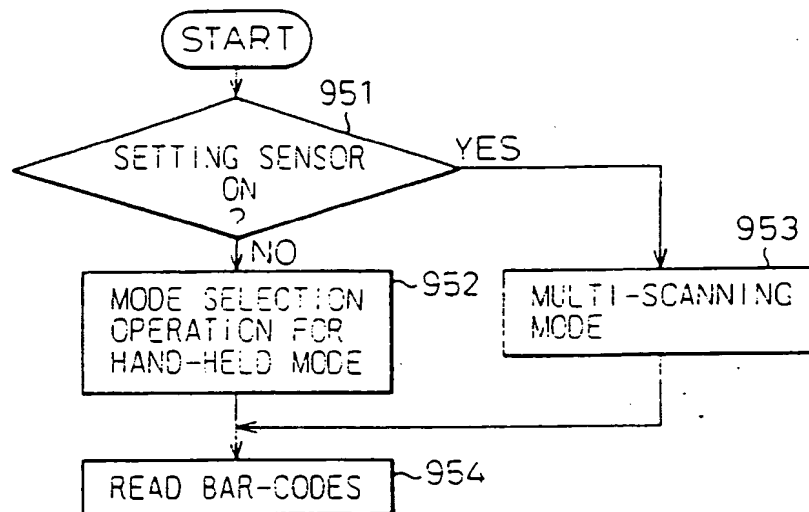 START
951
SETTING SENSOR
ON
?
YES
NO
953
952
MODE SELECTION
OPERATION FOR
HAND-HELD MODE
MULTI-SCANNING
MODE
954
READ BAR-CODES